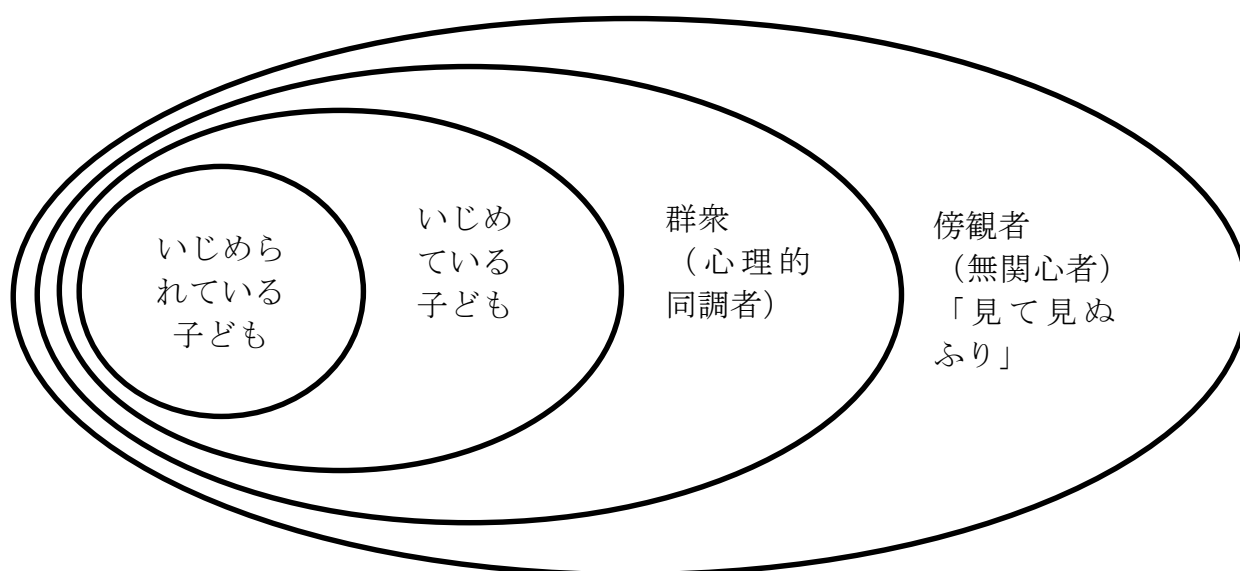 いじめら
れている
子ども
いじめ
ている
子ども
群衆
（心理的
同調者）
傍観者
（無関心者）
「見て見ぬ
ふり」